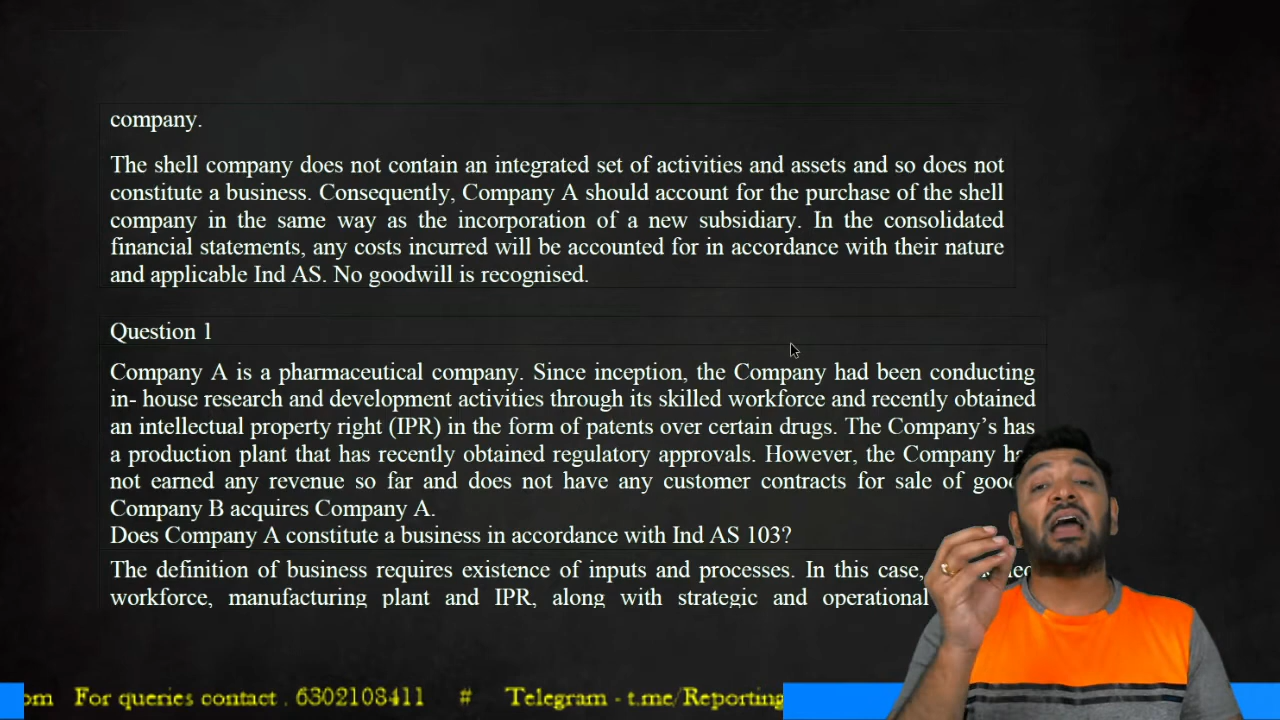 company.
The shell company does not contain an integrated set of activities and assets and so does not
constitute a business. Consequently, Company A should account for the purchase of the shell
company in the same way as the incorporation of a new subsidiary. In the consolidated
financial statements, any costs incurred will be accounted for in accordance with their nature
and applicable Ind AS. No goodwill is recognised.
Question 1
Company A is a pharmaceutical company. Since inception, the Company had been conducting
in- house research and development activities through its skilled workforce and recently obtained
an intellectual property right (IPR) in the form of patents over certain drugs. The Company's has
a production plant that has recently obtained regulatory approvals. However, the Company
not earned any revenue so far and does not have any customer contracts for sale of
Company B acquires Company A.
Does Company A constitute a business in accordance with Ind AS 103?
The definition of business requires existence of inputs and processes. In this case,
workforce, manufacturing plant and IPR, along with strategic and operational
om For queries contact . 6302108411 # Telegram - t.me/Reporting